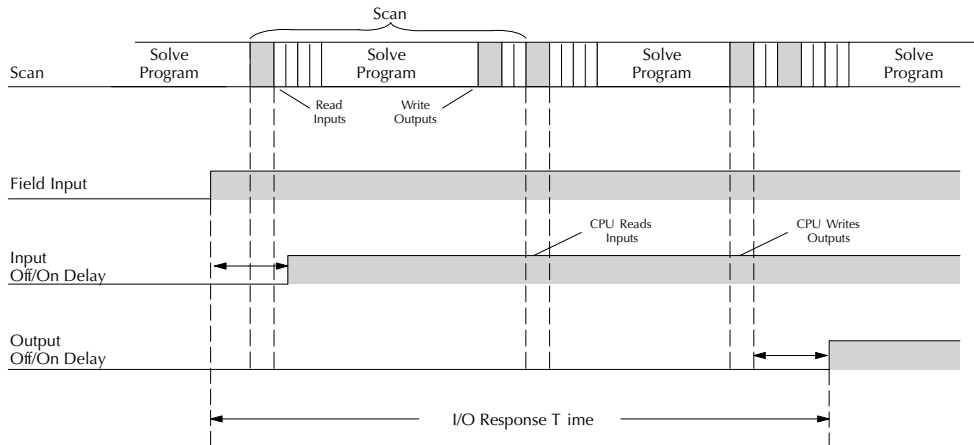 Scan
Solve
Program
Solve
Program
Solve
Program
Solve
Program
Scan
Read
Inputs
Write
Outputs
Field Input
CPU Reads
Inputs
CPU Writes
Outputs
Input
Off/On Delay
Output
Off/On Delay
I/O Response T ime